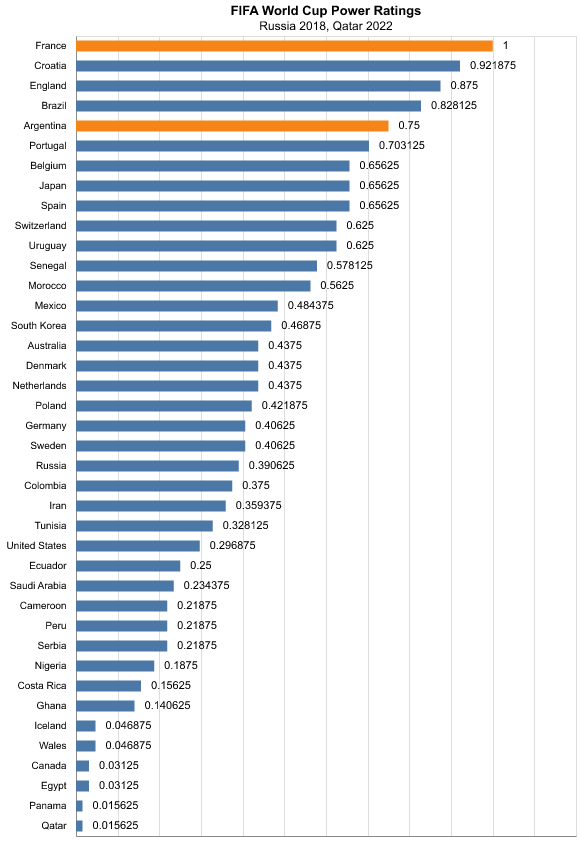 FIFA World Cup Power Ratings
Russia 2018, Qatar 2022
France 1
Croatia 0.921875
England 0.875
Brazil 0.828125
Argentina 0.75
Portugal 0.703125
Belgium 0.65625
Japan 0.65625
Spain 0.65625
Switzerland 0.625
Uruguay 0.625
Senegal 0.578125
Morocco 0.5625
Mexico 0.484375
South Korea 0.46875
Australia 0.4375
Denmark 0.4375
Netherlands 0.4375
Poland 0.421875
Germany 0.40625
Sweden 0.40625
Russia 0.390625
Colombia 0.375
Iran 0.359375
Tunisia 0.328125
United States 0.296875
Ecuador 0.25
Saudi Arabia 0.234375
Cameroon 0.21875
Peru 0.21875
Serbia 0.21875
Nigeria 0.1875
Costa Rica 0.15625
Ghana 0.140625
Iceland 0.046875
Wales 0.046875
Canada 0.03125
Egypt 0.03125
Panama 0.015625
Qatar 0.015625